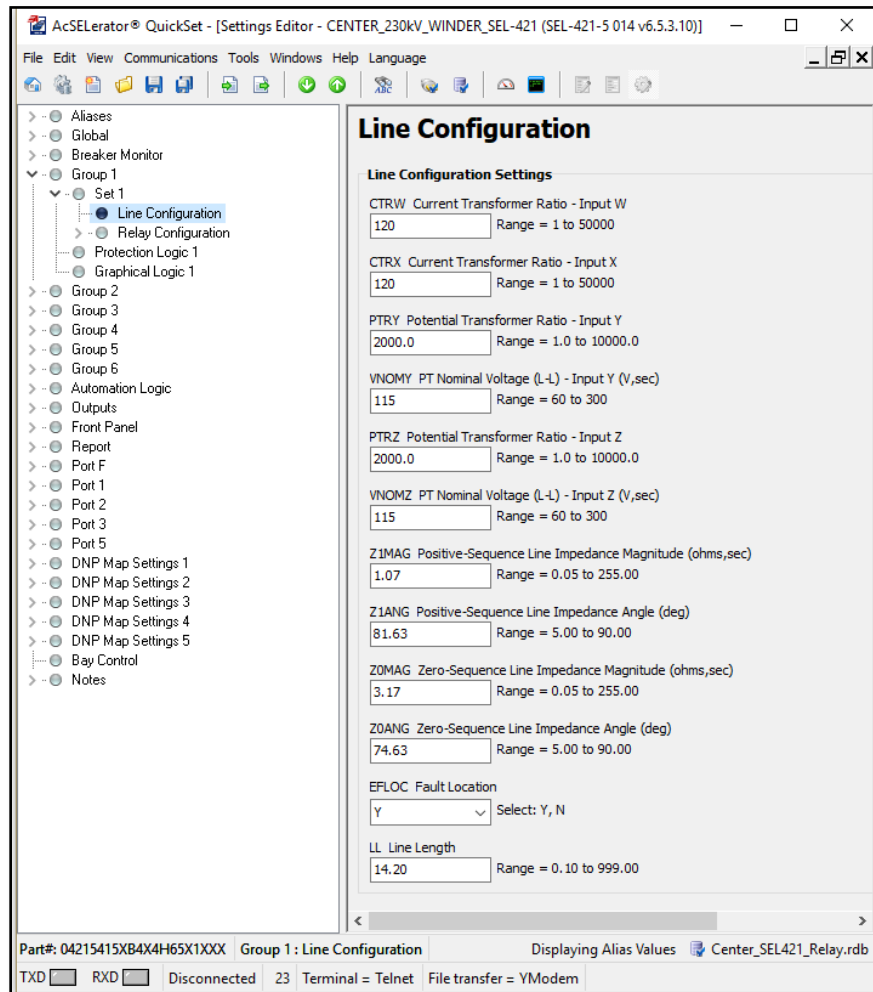 AcSELerator® QuickSet - [Settings Editor - CENTER_230kV_WINDER_SEL-421 (SEL-421-5 014 v6.5.3.10)]
File Edit View Communications Tools Windows Help Language
Aliases
Global
Breaker Monitor
Group 1
Set 1
Line Configuration
Relay Configuration
Protection Logic 1
Graphical Logic 1
Group 2
Group 3
Group 4
Group 5
Group 6
Automation Logic
Outputs
Front Panel
Report
Port F
Port 1
Port 2
Port 3
Port 5
DNP Map Settings 1
DNP Map Settings 2
DNP Map Settings 3
DNP Map Settings 4
DNP Map Settings 5
Bay Control
Notes
Line Configuration
Line Configuration Settings
CTRW Current Transformer Ratio - Input W
120 Range = 1 to 50000
CTRX Current Transformer Ratio - Input X
120 Range = 1 to 50000
PTRY Potential Transformer Ratio - Input Y
2000.0 Range = 1.0 to 10000.0
VNOMY PT Nominal Voltage (L-L) - Input Y (V,sec)
115 Range = 60 to 300
PTRZ Potential Transformer Ratio - Input Z
2000.0 Range = 1.0 to 10000.0
VNOMZ PT Nominal Voltage (L-L) - Input Z (V,sec)
115 Range = 60 to 300
Z1MAG Positive-Sequence Line Impedance Magnitude (ohms,sec)
1.07 Range = 0.05 to 255.00
Z1ANG Positive-Sequence Line Impedance Angle (deg)
81.63 Range = 5.00 to 90.00
Z0MAG Zero-Sequence Line Impedance Magnitude (ohms,sec)
3.17 Range = 0.05 to 255.00
Z0ANG Zero-Sequence Line Impedance Angle (deg)
74.63 Range = 5.00 to 90.00
EFLOC Fault Location
Y Select: Y, N
LL Line Length
14.20 Range = 0.10 to 999.00
Part#: 04215415XB4X4H65X1XXX Group 1 : Line Configuration Displaying Alias Values Center_SEL421_Relay.rdb
TXD RXD Disconnected 23 Terminal = Telnet File transfer = YModem